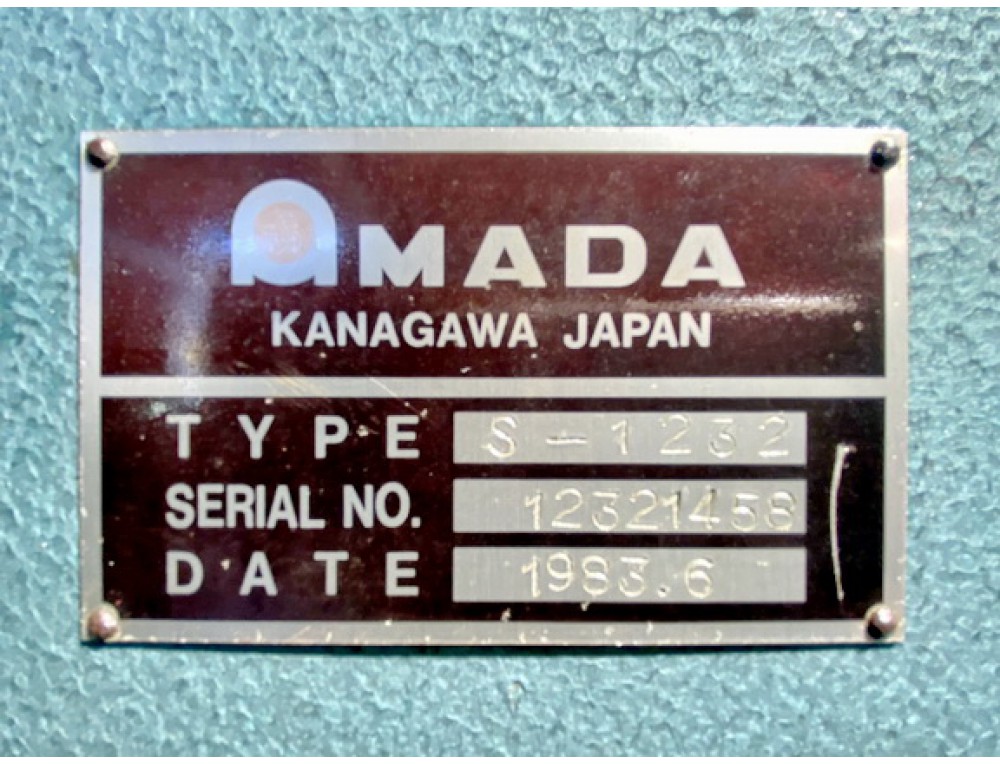 AMADA
KANAGAWA JAPAN
TYPE S-1232
SERIAL NO. 12321458
DATE 1983.6